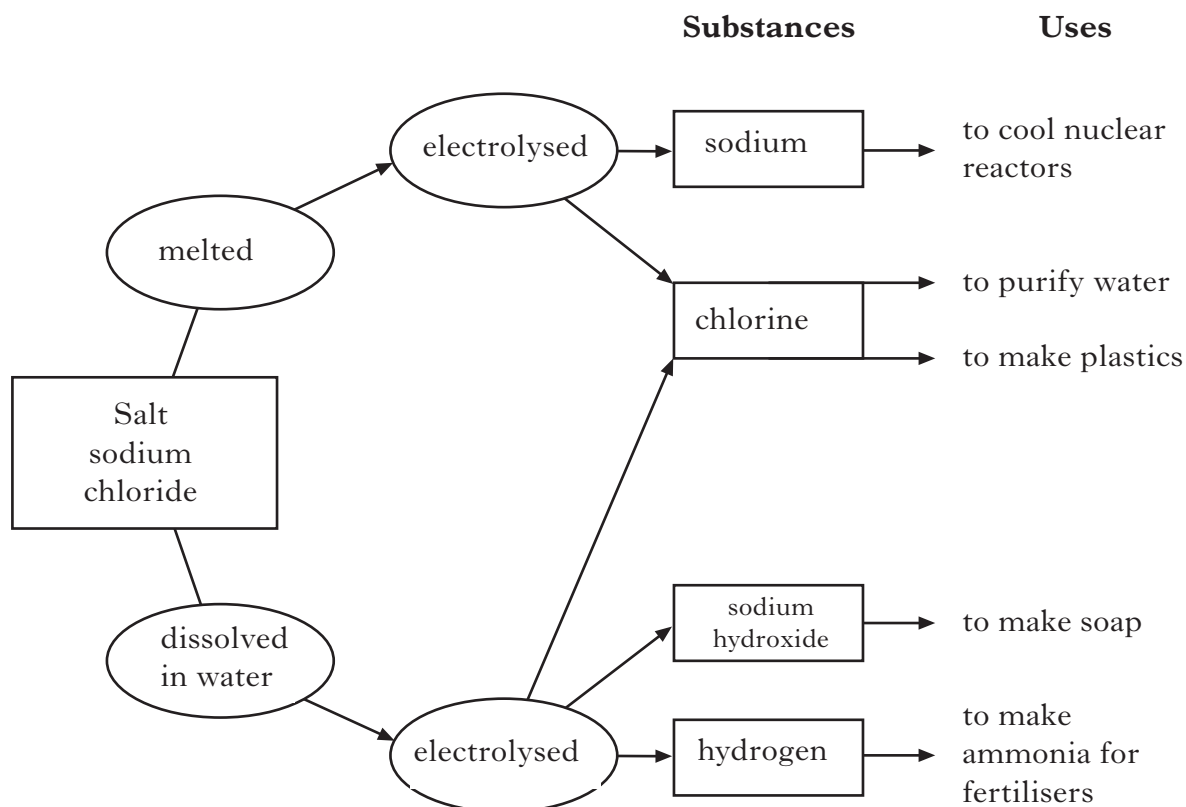 Substances
Uses
electrolysed
sodium
to cool nuclear
reactors
melted
chlorine
to purify water
to make plastics
Salt
sodium
chloride
dissolved
in water
sodium
hydroxide
to make soap
electrolysed
hydrogen
to make
ammonia for
fertilisers